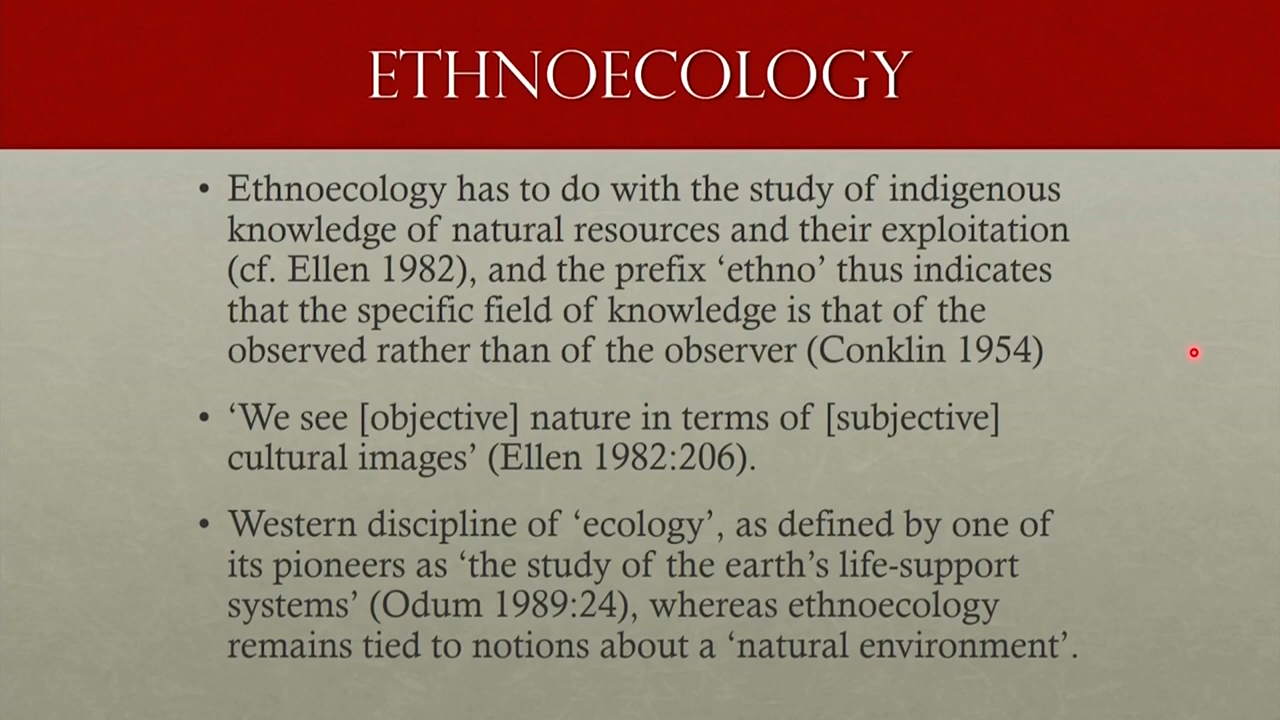 ETHNOECOLOGY
• Ethnoecology has to do with the study of indigenous
knowledge of natural resources and their exploitation
(cf. Ellen 1982), and the prefix ‘ethno’ thus indicates
that the specific field of knowledge is that of the
observed rather than of the observer (Conklin 1954)
• ‘We see [objective] nature in terms of [subjective]
cultural images’ (Ellen 1982:206).
• Western discipline of ‘ecology’, as defined by one of
its pioneers as ‘the study of the earth’s life-support
systems’ (Odum 1989:24), whereas ethnoecology
remains tied to notions about a ‘natural environment’.